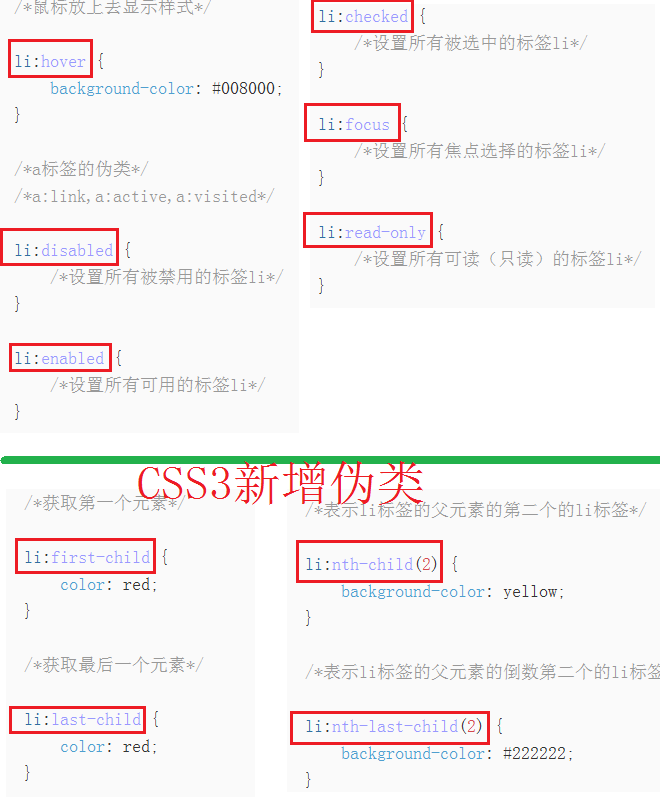 /*鼠标放上去显示样式*/
li:hover {
background-color: #008000;
}
/*a标签的伪类*/
/*a:link,a:active,a:visited*/
li:disabled {
/*设置所有被禁用的标签li*/
}
li:enabled {
/*设置所有可用的标签li*/
}
li:checked {
/*设置所有被选中的标签li*/
}
li:focus {
/*设置所有焦点选择的标签li*/
}
li:read-only {
/*设置所有可读（只读）的标签li*/
}
CSS3新增伪类
/*获取第一个元素*/
li:first-child {
color: red;
}
/*获取最后一个元素*/
li:last-child {
color: red;
}
/*表示li标签的父元素的第二个的li标签*/
li:nth-child(2) {
background-color: yellow;
}
/*表示li标签的父元素的倒数第二个的li标签
li:nth-last-child(2) {
background-color: #222222;
}